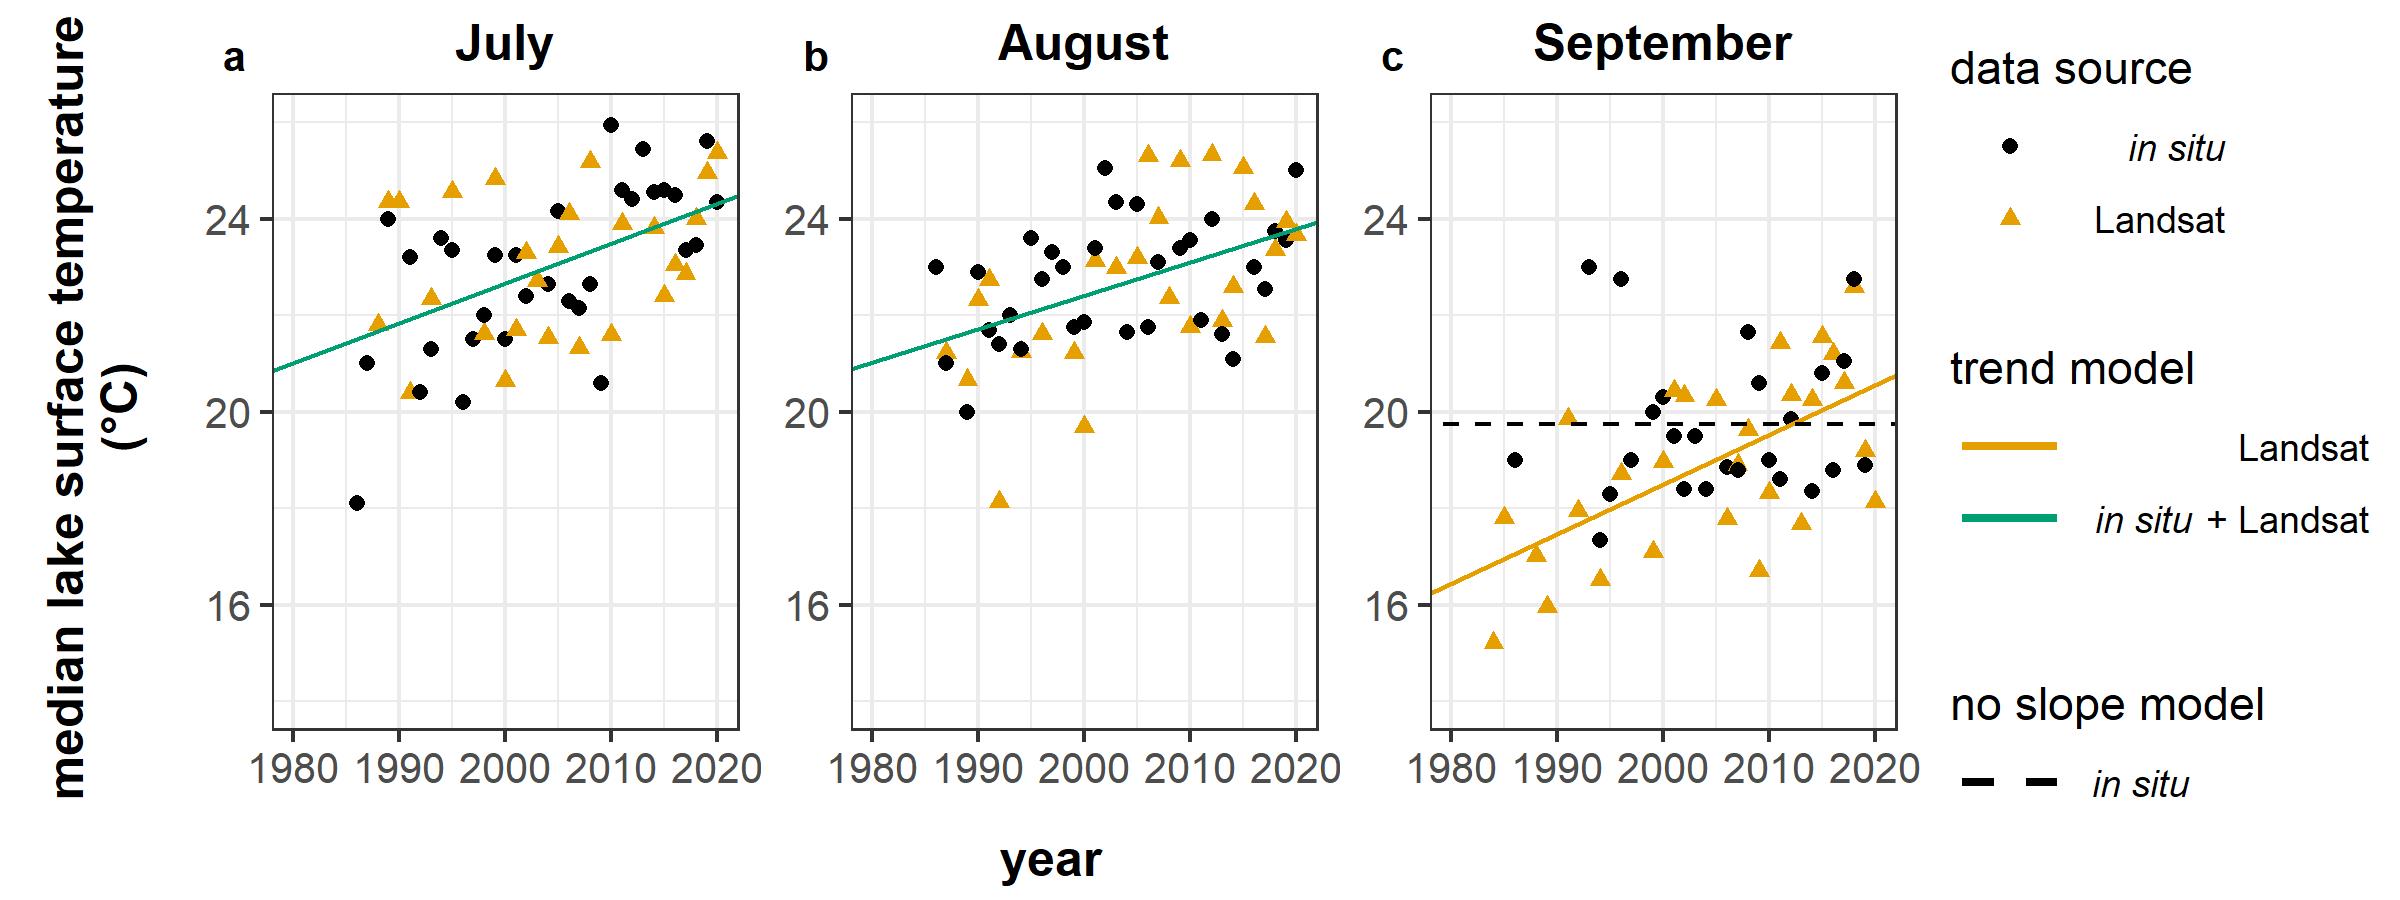 median lake surface temperature
(°C)
a
July
b
August
c
September
24
20
16
1980 1990 2000 2010 2020
24
20
16
1980 1990 2000 2010 2020
24
20
16
1980 1990 2000 2010 2020
year
data source
in situ
Landsat
trend model
Landsat
in situ + Landsat
no slope model
in situ